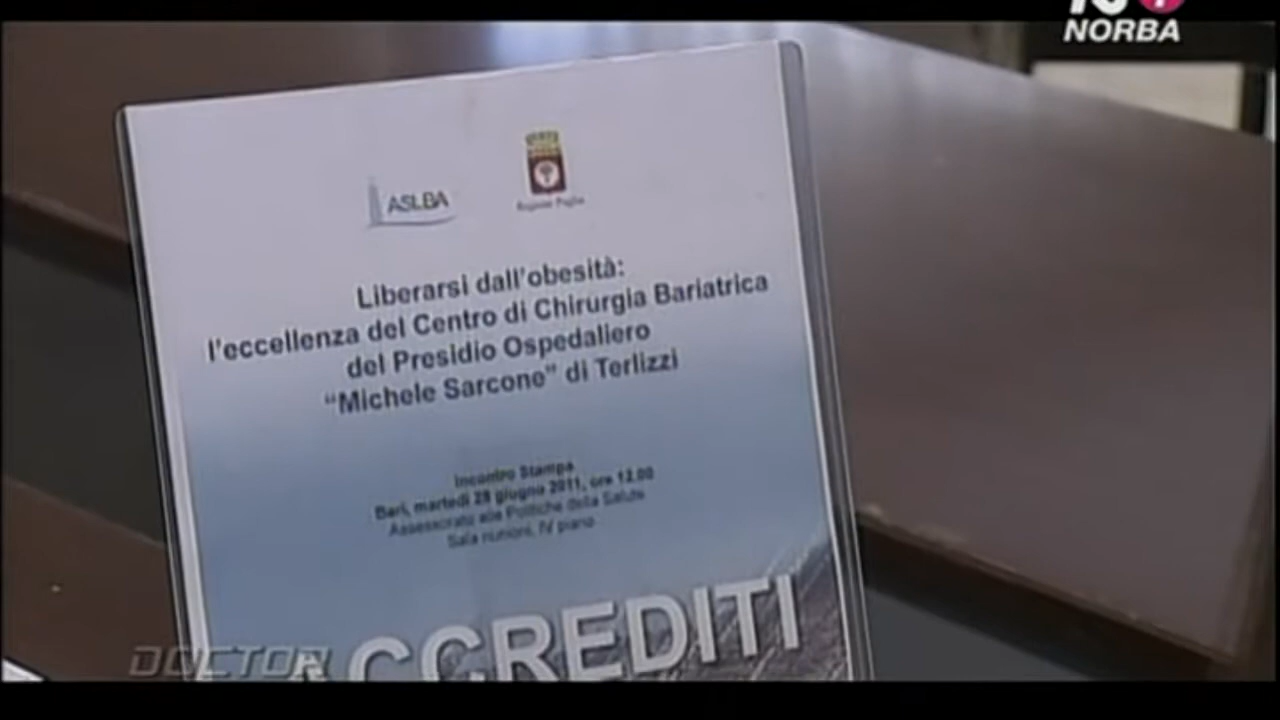 NORBA
ASLBA
Regione Puglia
Liberarsi dall'obesità:
l'eccellenza del Centro di Chirurgia Bariatrica
del Presidio Ospedaliero
“Michele Sarcone” di Terlizzi
Incontro Stampa
Bari, martedì 28 giugno 2011, ore 12.00
Assessorato alle Politiche della Salute
Sala riunioni, IV piano
ACCREDITI
DOCTOR